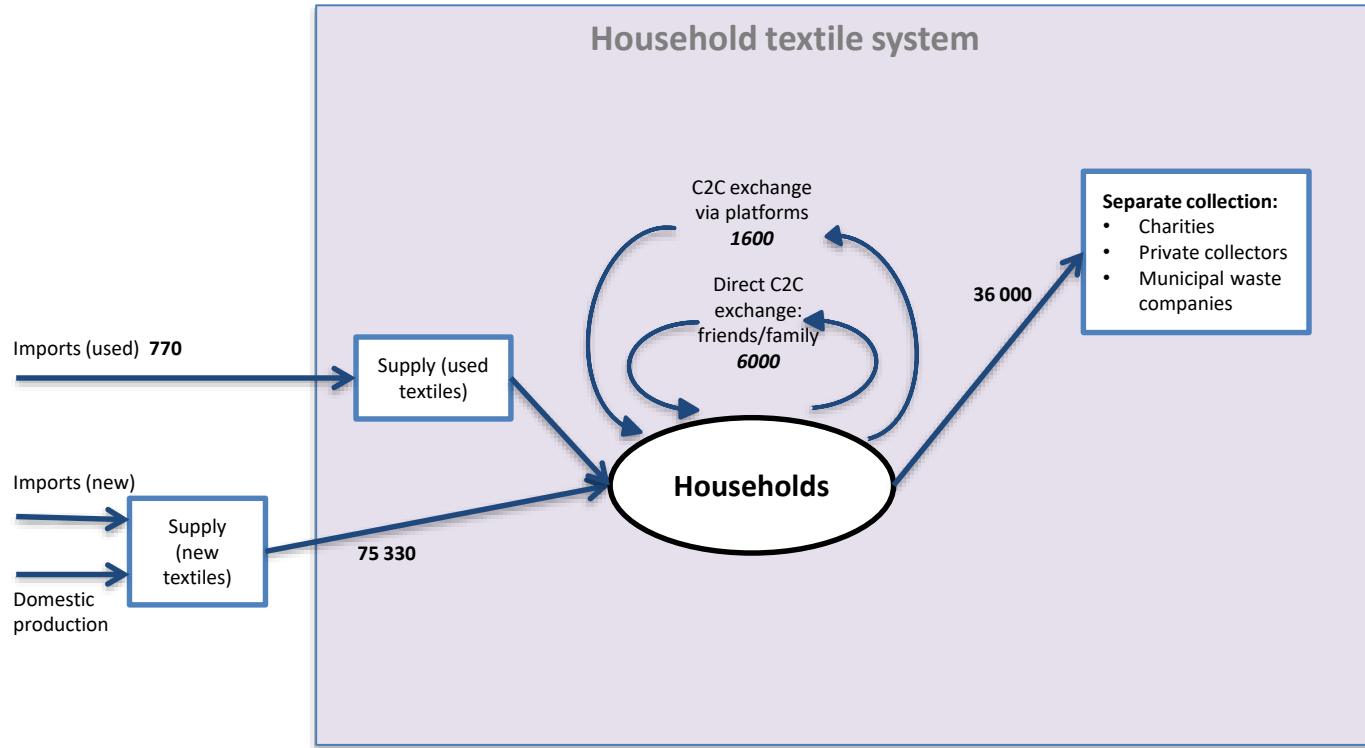 Household textile system
C2C exchange
via platforms
1600
Direct C2C
exchange:
friends/family
6000
Separate collection:
• Charities
• Private collectors
• Municipal waste
companies
36 000
Imports (used) 770
Supply (used
textiles)
Households
Imports (new)
Supply
(new
textiles)
75 330
Domestic
production